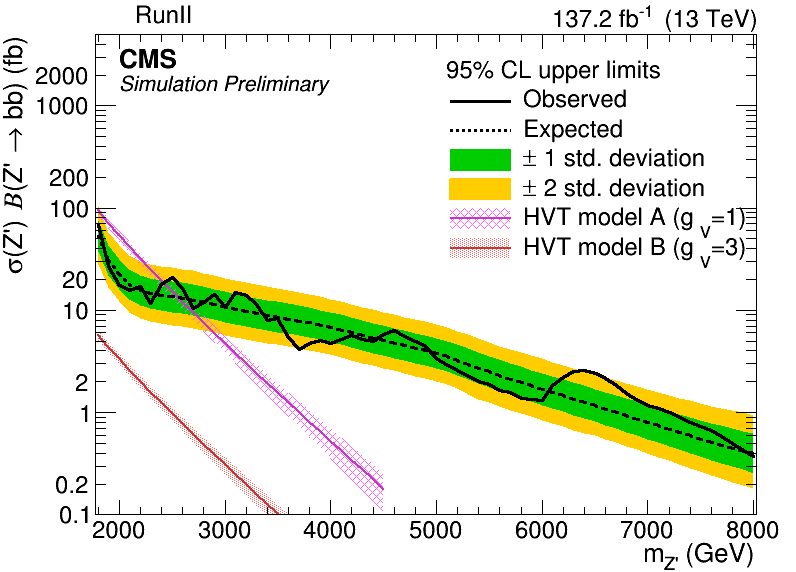 RunII
137.2 fb⁻¹ (13 TeV)
CMS
Simulation Preliminary
95% CL upper limits
Observed
Expected
± 1 std. deviation
± 2 std. deviation
HVT model A (g_v=1)
HVT model B (g_v=3)
σ(Z') B(Z' → bb) (fb)
2000
1000
200
100
20
10
2
1
0.2
0.1
2000 3000 4000 5000 6000 7000 8000
m_Z' (GeV)